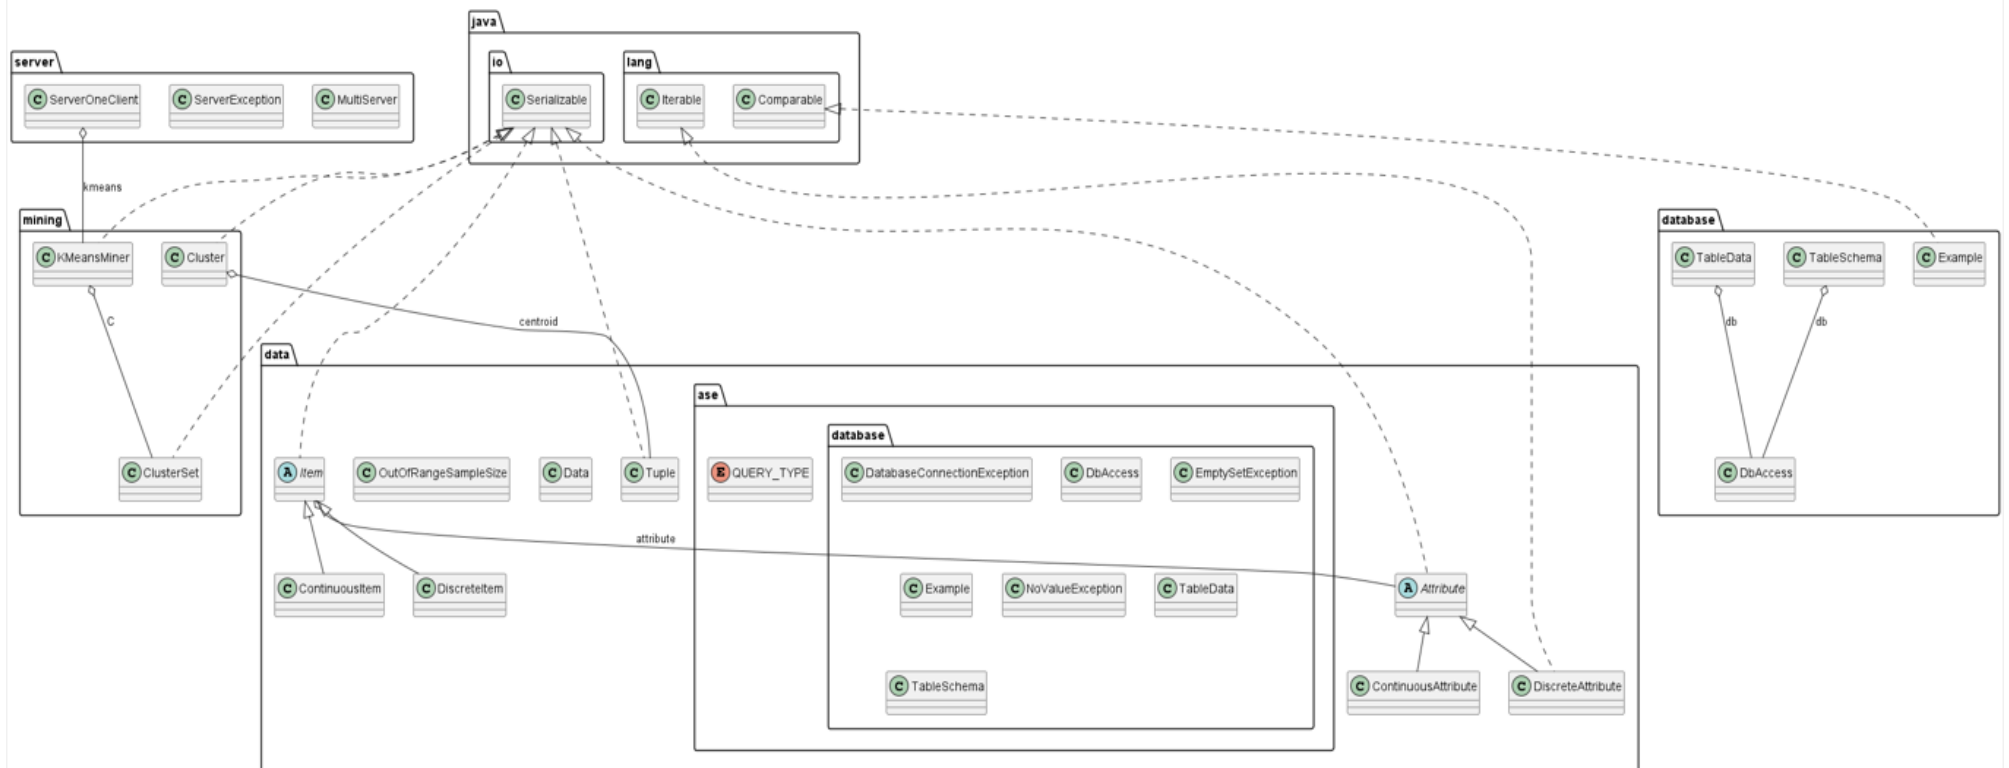 java
server
io
lang
C ServerOneClient
C ServerException
C MultiServer
C Serializable
C Iterable
C Comparable
kmeans
mining
database
C KMeansMiner
C Cluster
C TableData
C TableSchema
C Example
C
centroid
db
db
data
ase
database
C ClusterSet
A Item
C OutOfRangeSampleSize
C Data
C Tuple
E QUERY_TYPE
C DatabaseConnectionException
C DbAccess
C EmptySetException
C DbAccess
attribute
C ContinuousItem
C DiscreteItem
C Example
C NoValueException
C TableData
A Attribute
C TableSchema
C ContinuousAttribute
C DiscreteAttribute